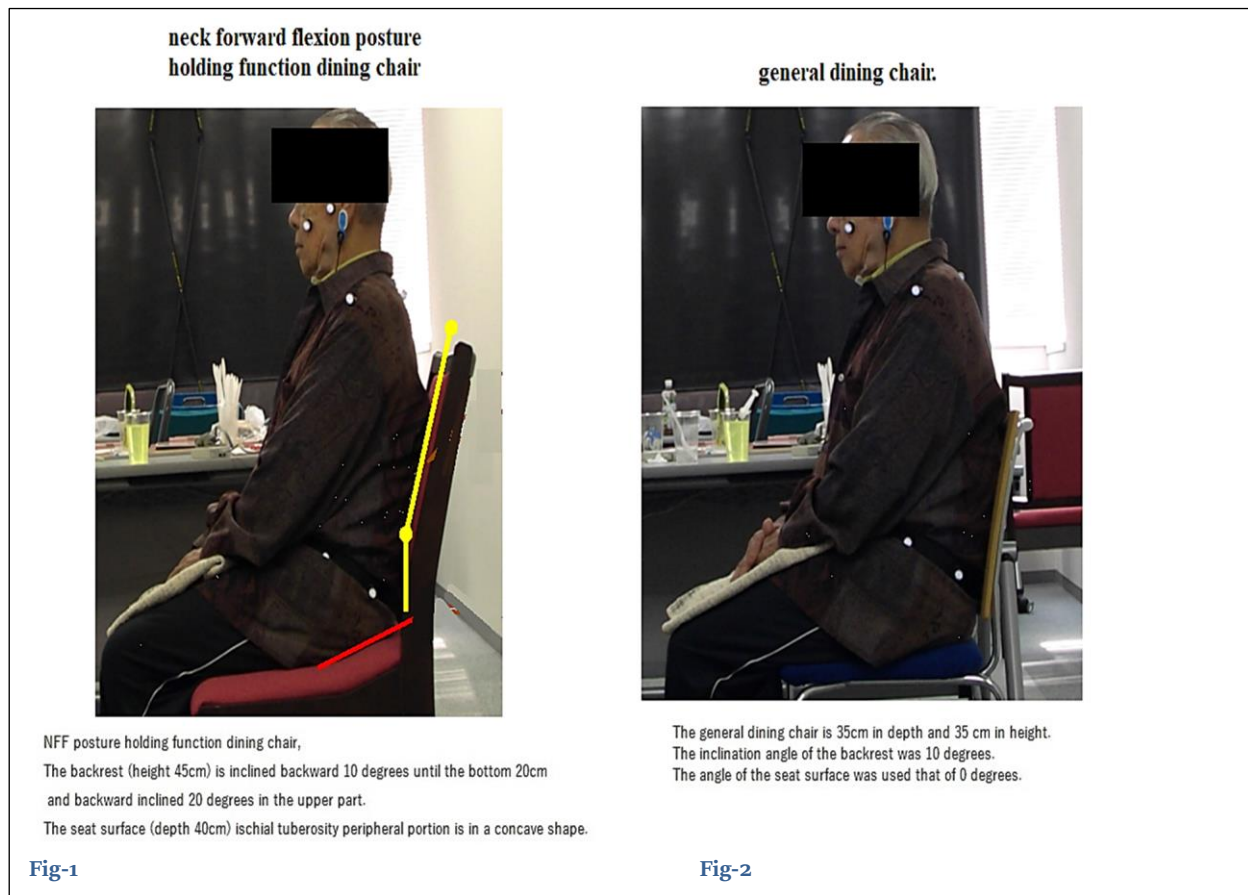 neck forward flexion posture
holding function dining chair
general dining chair.
NFF posture holding function dining chair,
The backrest (height 45cm) is inclined backward 10 degrees until the bottom 20cm
and backward inclined 20 degrees in the upper part.
The seat surface (depth 40cm) ischial tuberosity peripheral portion is in a concave shape.
The general dining chair is 35cm in depth and 35 cm in height.
The inclination angle of the backrest was 10 degrees.
The angle of the seat surface was used that of 0 degrees.
Fig-1
Fig-2